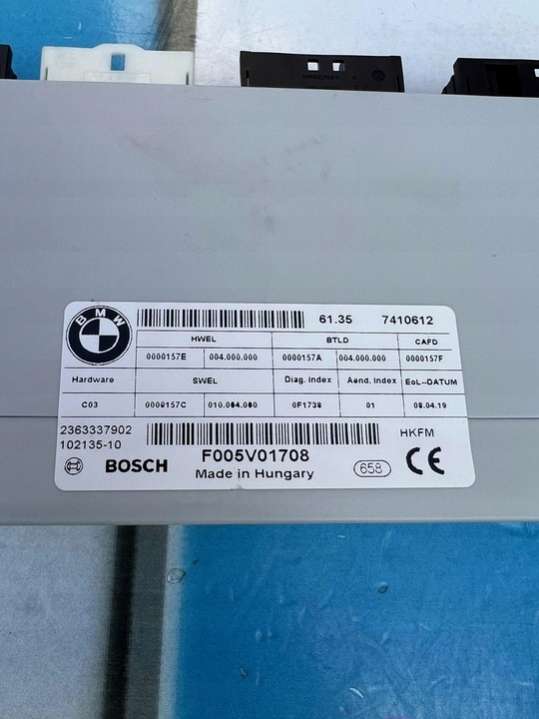 BMW
61.35 7410612
HWEL BTLD CAFD
0000157E 004.000.000 0000157A 004.000.000 0000157F
Hardware SWEL Diag. Index Aend. Index EoL-DATUM
C03 0000157C 010.064.060 0F1738 01 08.04.19
2363337902
102135-10
HKFM
BOSCH F005V01708
Made in Hungary
658
CE